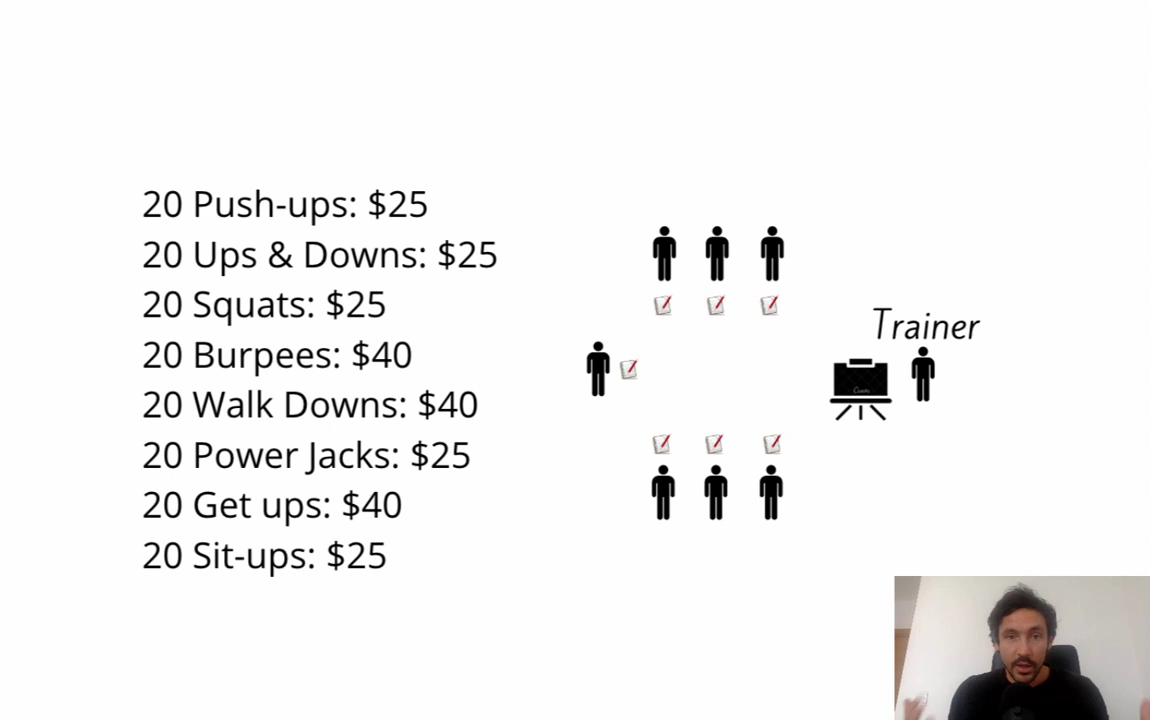 20 Push-ups: $25
20 Ups & Downs: $25
20 Squats: $25
20 Burpees: $40
20 Walk Downs: $40
20 Power Jacks: $25
20 Get ups: $40
20 Sit-ups: $25
Trainer